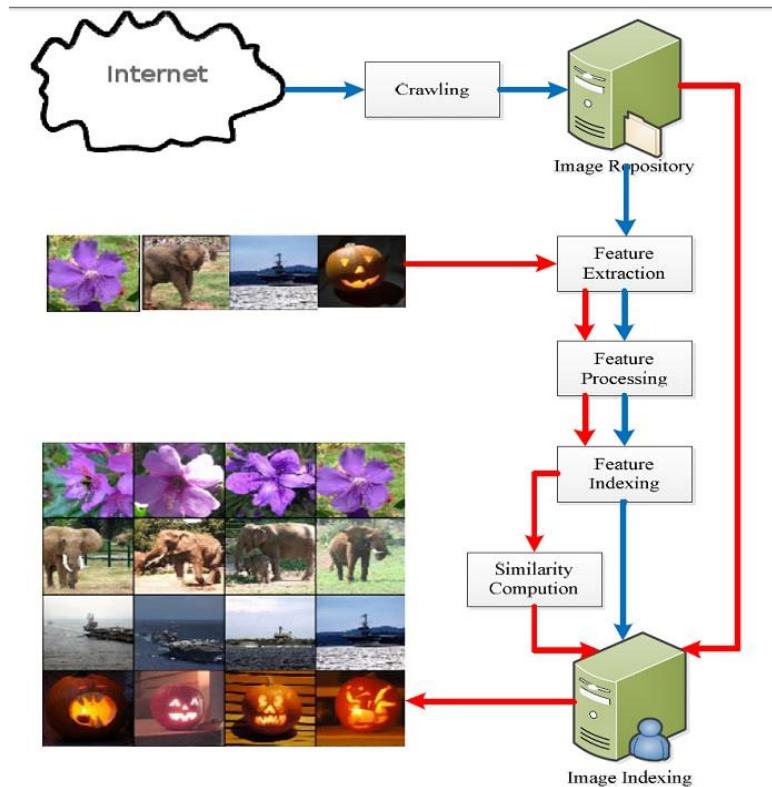 Internet
Crawling
Image Repository
Feature
Extraction
Feature
Processing
Feature
Indexing
Similarity
Compution
Image Indexing